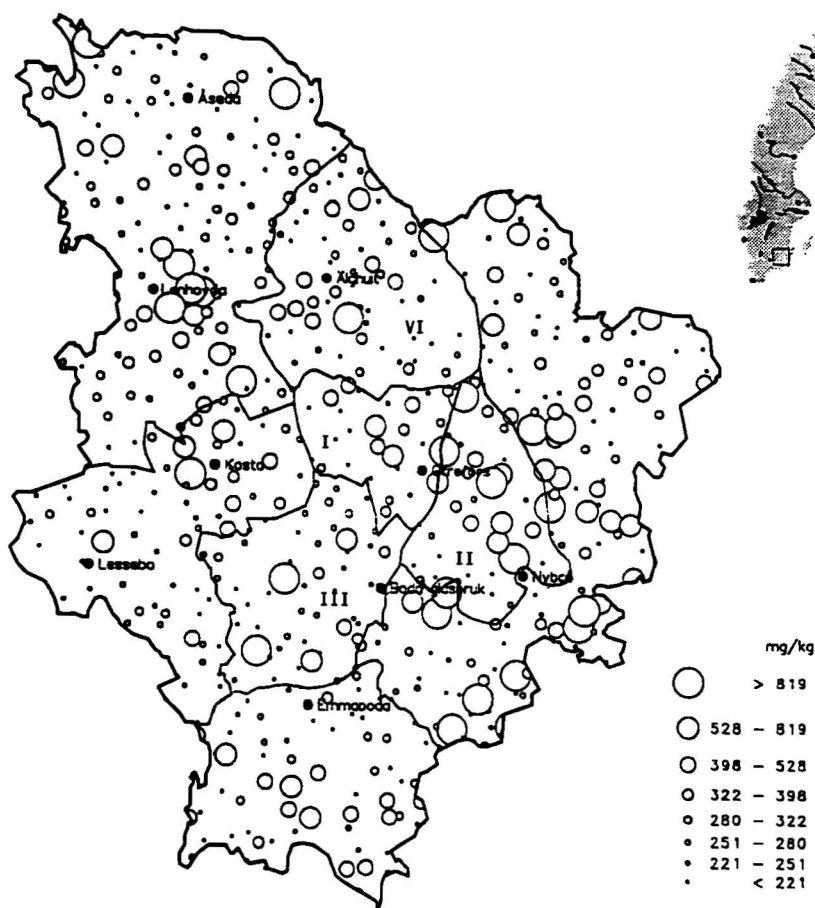 Åseda
Älghult
VI
I
Kosta
Lessebo
II
Nybro
III
Emmaboda
mg/kg
> 819
528 - 819
398 - 528
322 - 398
280 - 322
251 - 280
221 - 251
< 221